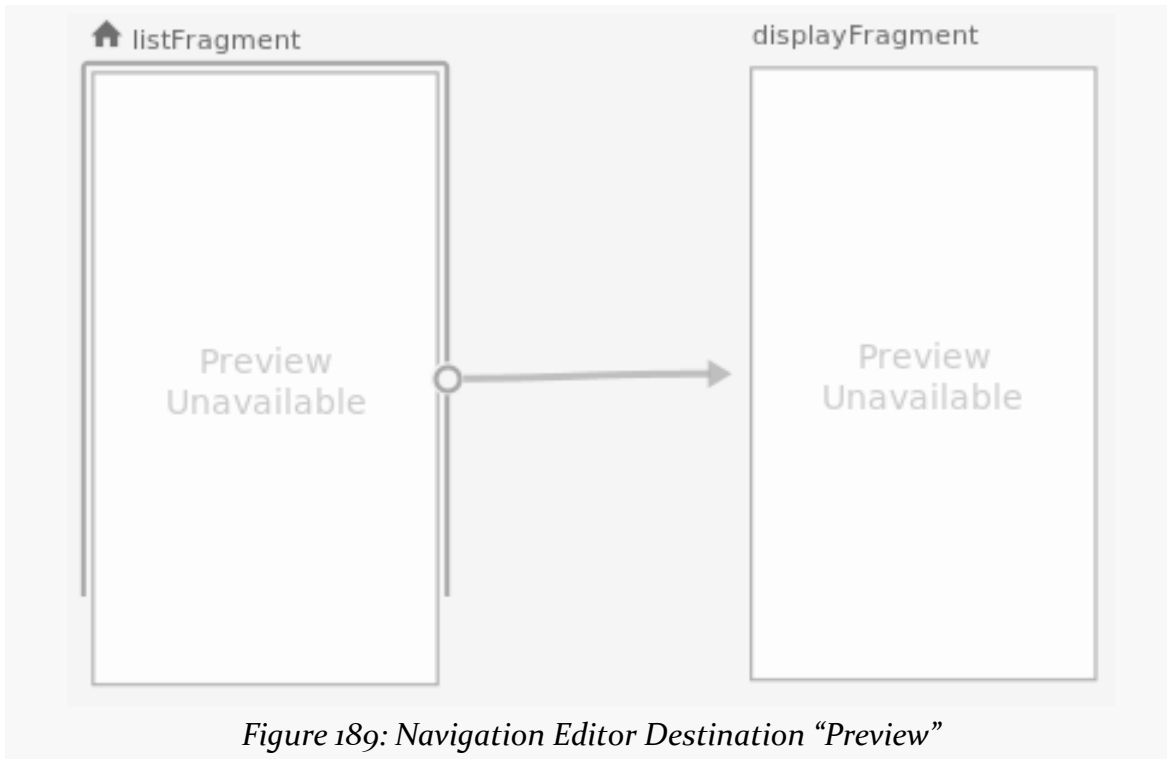 listFragment
displayFragment
Preview
Unavailable
Preview
Unavailable
Figure 189: Navigation Editor Destination “Preview”